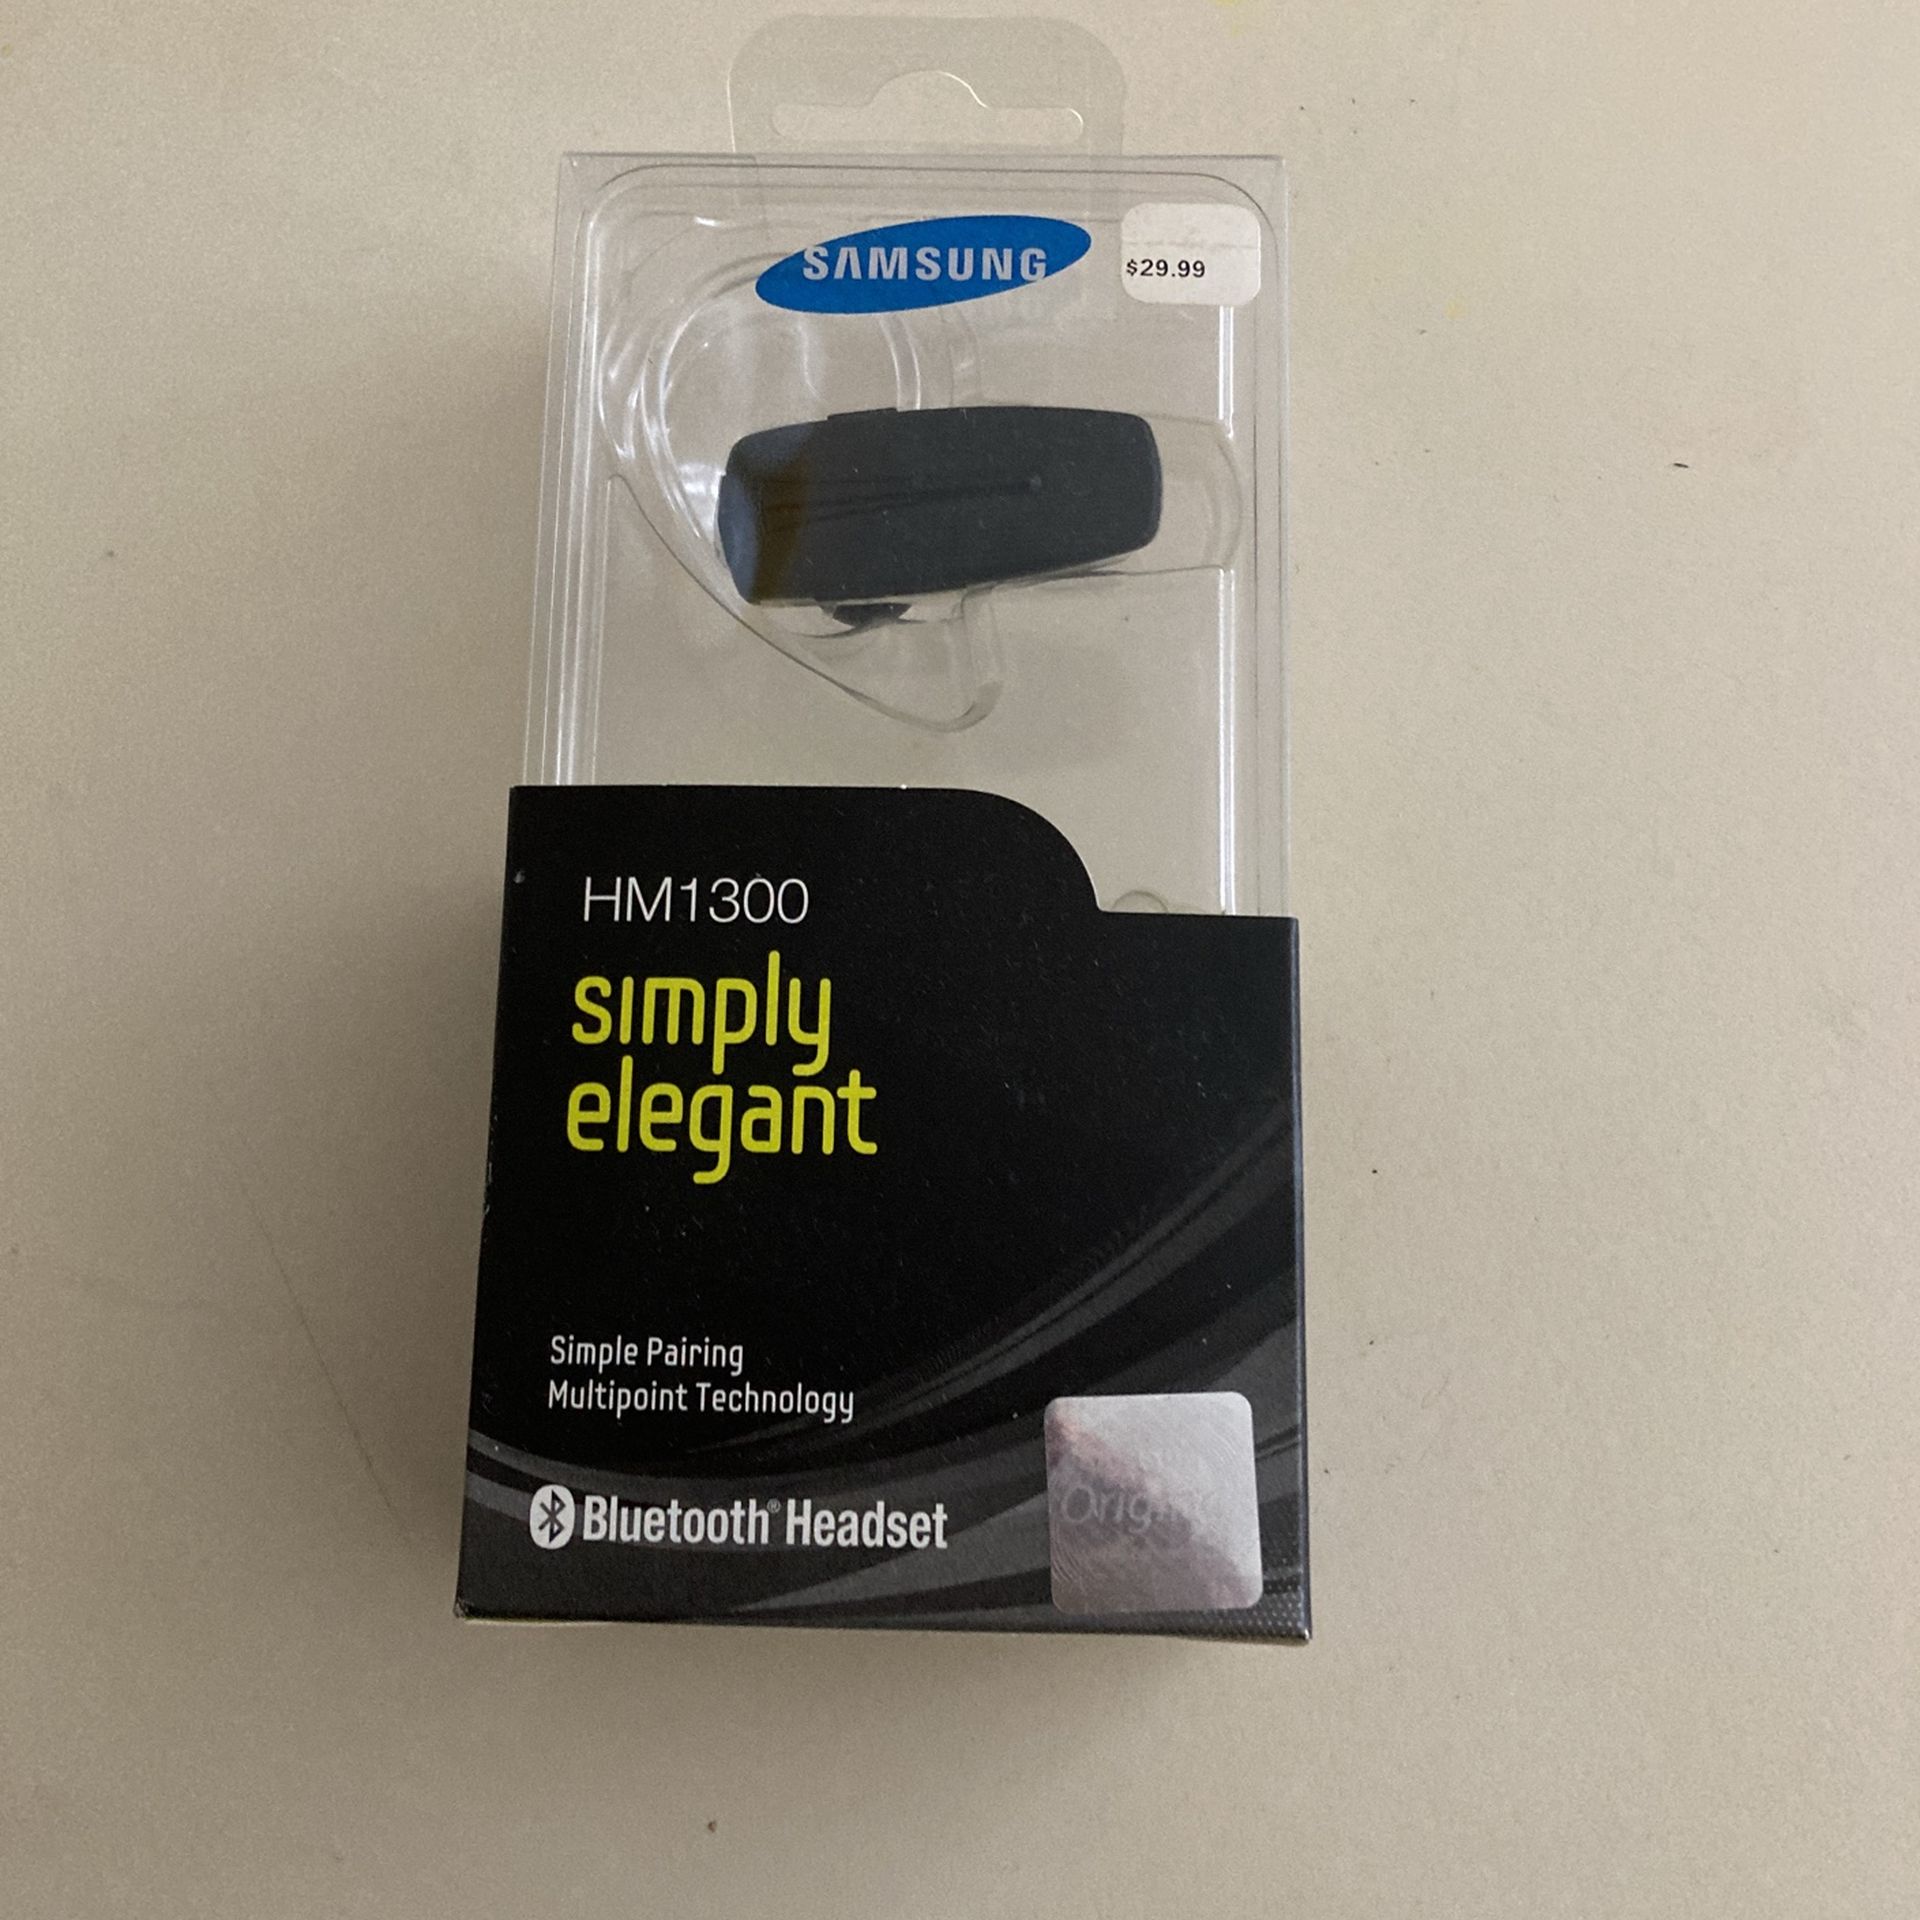 SAMSUNG
$29.99
HM1300
simply
elegant
Simple Pairing
Multipoint Technology
Bluetooth® Headset